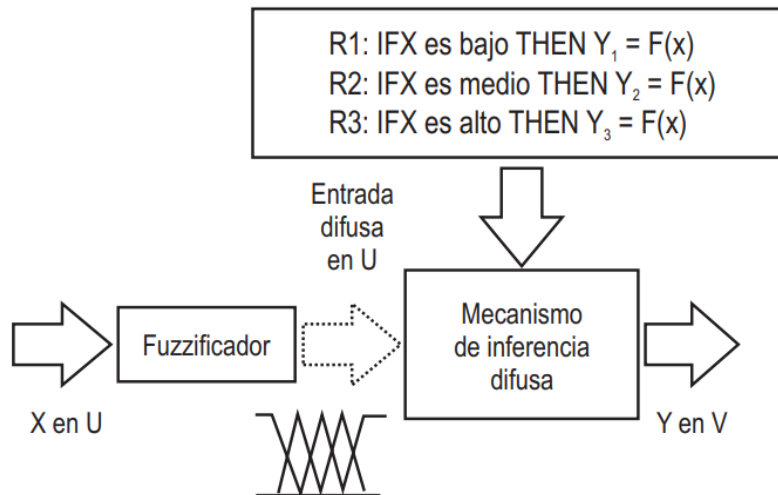 R1: IFX es bajo THEN Y₁ = F(x)
R2: IFX es medio THEN Y₂ = F(x)
R3: IFX es alto THEN Y₃ = F(x)
Entrada
difusa
en U
Fuzzificador
Mecanismo
de inferencia
difusa
X en U
Y en V